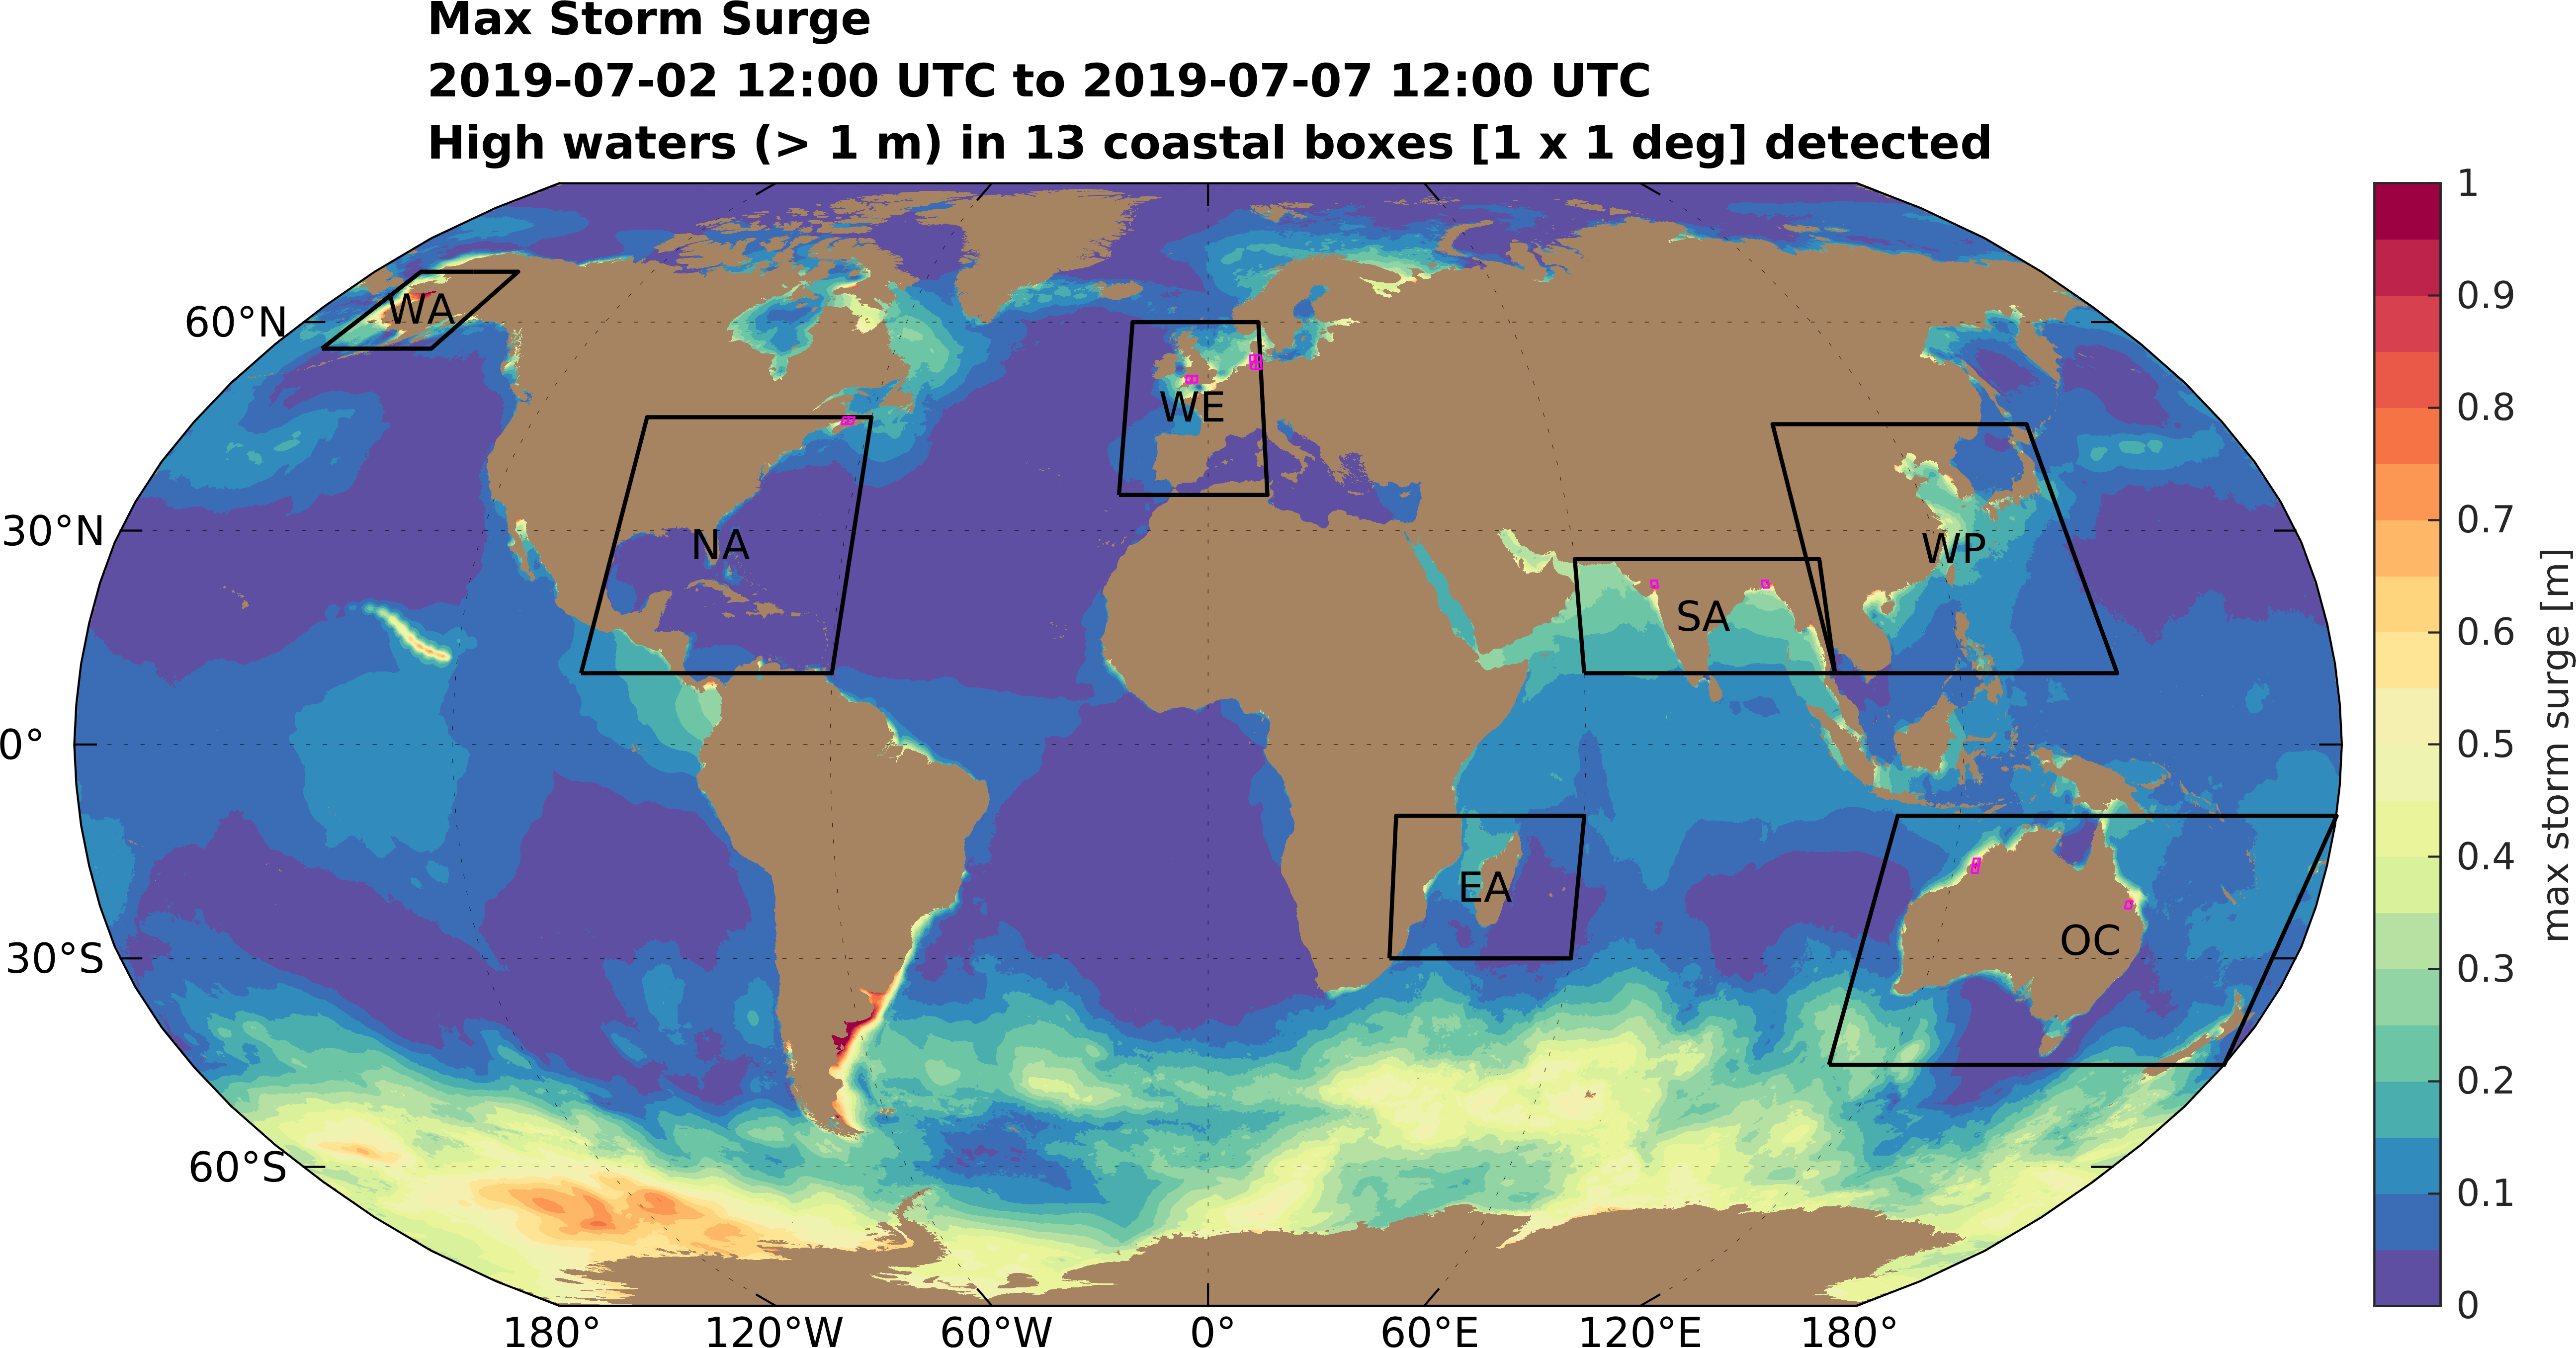 Max Storm Surge
2019-07-02 12:00 UTC to 2019-07-07 12:00 UTC
High waters (> 1 m) in 13 coastal boxes [1 x 1 deg] detected
60°N
30°N
0°
30°S
60°S
WA
NA
WE
SA
WP
EA
OC
180°
120°W
60°W
0°
60°E
120°E
180°
1
0.9
0.8
0.7
0.6
0.5
0.4
0.3
0.2
0.1
0
max storm surge [m]